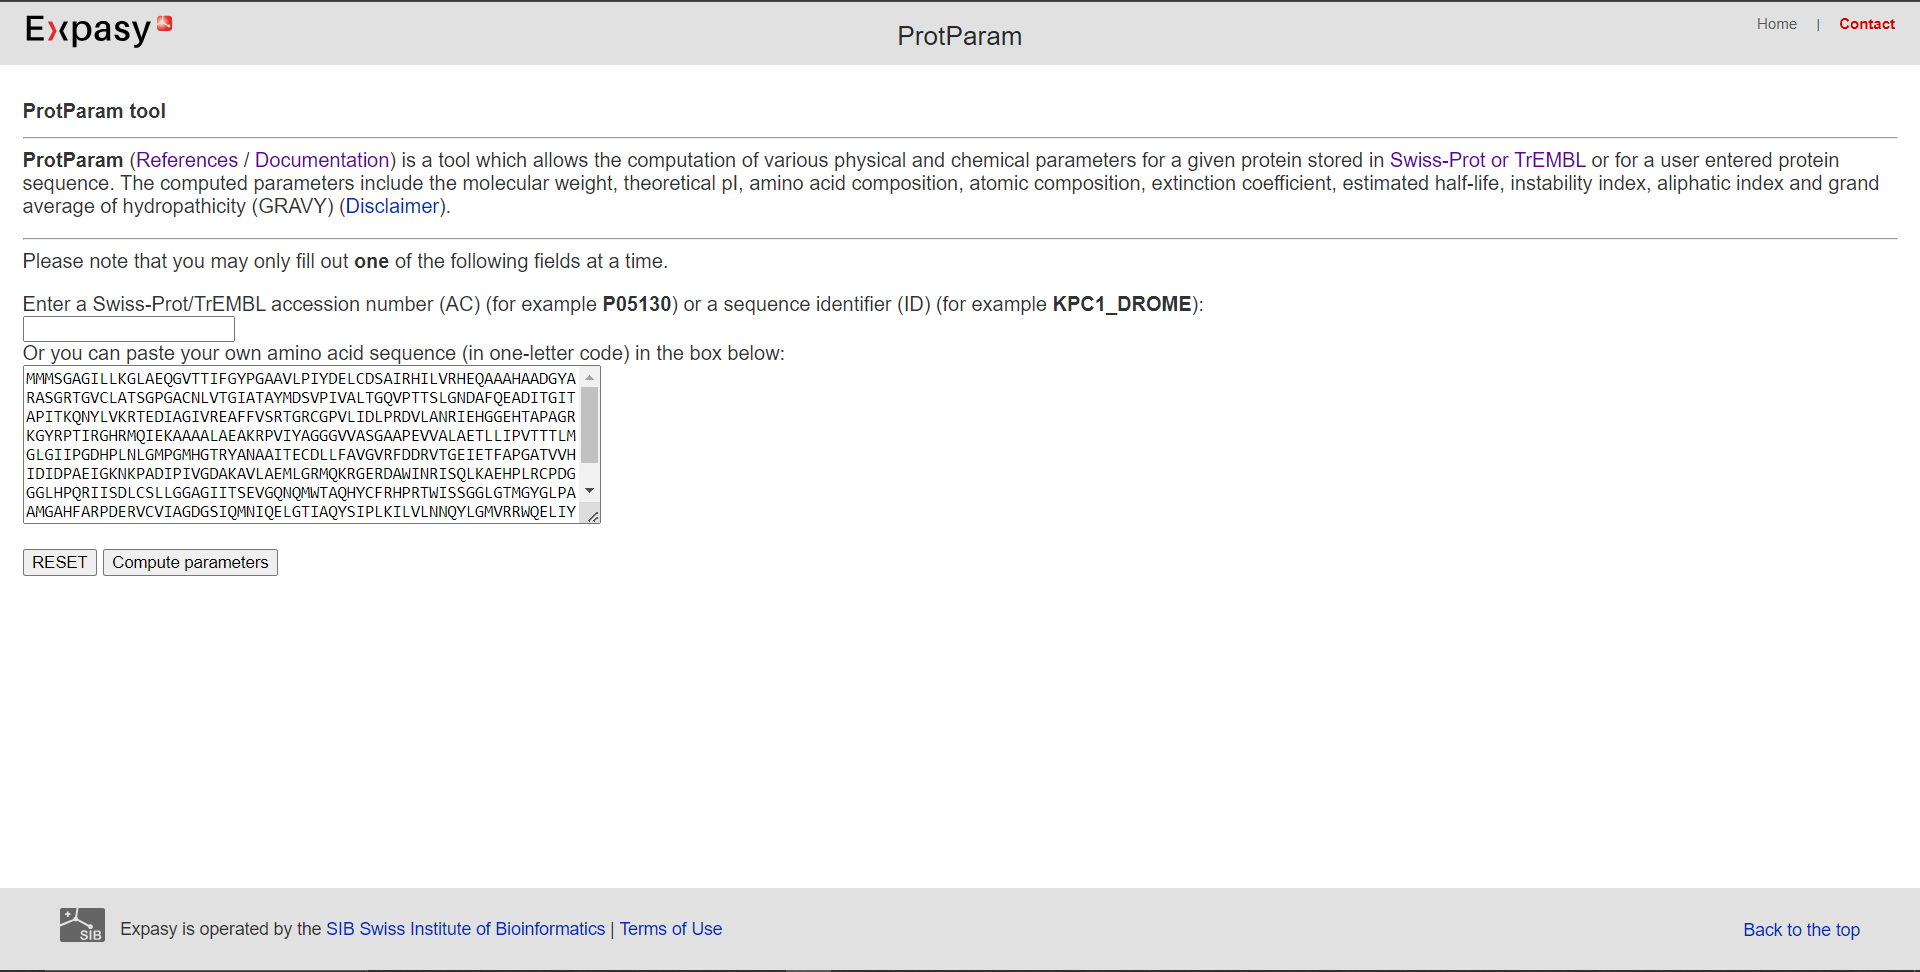 Expasy
ProtParam
Home | Contact
ProtParam tool
ProtParam (References / Documentation) is a tool which allows the computation of various physical and chemical parameters for a given protein stored in Swiss-Prot or TrEMBL or for a user entered protein
sequence. The computed parameters include the molecular weight, theoretical pI, amino acid composition, atomic composition, extinction coefficient, estimated half-life, instability index, aliphatic index and grand
average of hydropathicity (GRAVY) (Disclaimer).
Please note that you may only fill out one of the following fields at a time.
Enter a Swiss-Prot/TrEMBL accession number (AC) (for example P05130) or a sequence identifier (ID) (for example KPC1_DROME):
Or you can paste your own amino acid sequence (in one-letter code) in the box below:
MMMSGAGILLKGLAEQGVTTIFGYPGAAVLPIYDELCDSAIRHILVRHEQAAAHAADGYA
RASGRTGVCLATSGPGACNLVTGIATAYMDSVPIVALTGQVPTTSLGNDAFQEADITGIT
APITKQNYLVKRTEDIAGIVREAFFVSRTGRCGPVLIDLPRDVLANRIEHGGEHTAPAGR
KGYRPTIRGHRMQIEKAAAALAEAKRPVIYAGGGVVASGAAPEVVALAETLLIPVTTTLM
GLGIIPGDHPLNLGMPGMHGTRYANAAITECDLLFAVGVRFDDRVTGEIETFAPGATVVH
IDIDPAEIGKNKPADIPIVGDAKAVLAEMLGRMQKRGERDAWINRISQLKAEHPLRCPDG
GGLHPQRIISDLCSLLGGAGIITSEVGQNQMWTAQHYCFRHPRTWISSGGLGTMGYGLPA
AMGAHFARPDERVCVIAGDGSIQMNIQELGTIAQYSIPLKILVLNNQYLGMVRRWQELIY
RESET Compute parameters
SIB
Expasy is operated by the SIB Swiss Institute of Bioinformatics | Terms of Use
Back to the top